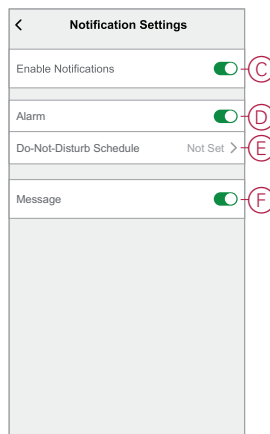 Notification Settings
Enable Notifications C
Alarm D
Do-Not-Disturb Schedule Not Set E
Message F